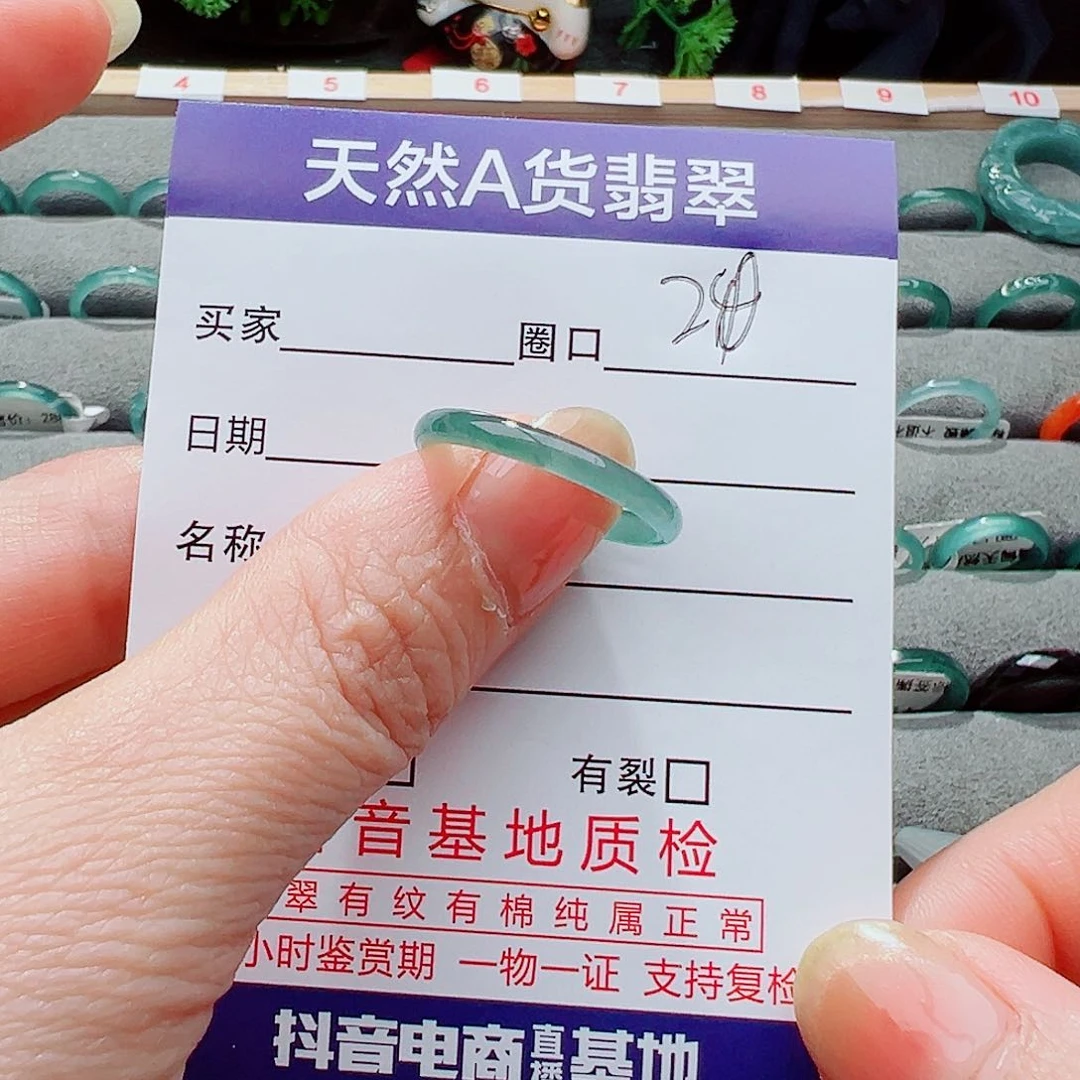 4 5 6 7 8 9 10
天然A货翡翠
买家 圈口
日期
名称
有裂
音基地质检
翠有纹有棉纯属正常
小时鉴赏期 一物一证 支持复检
抖音电商直播基地